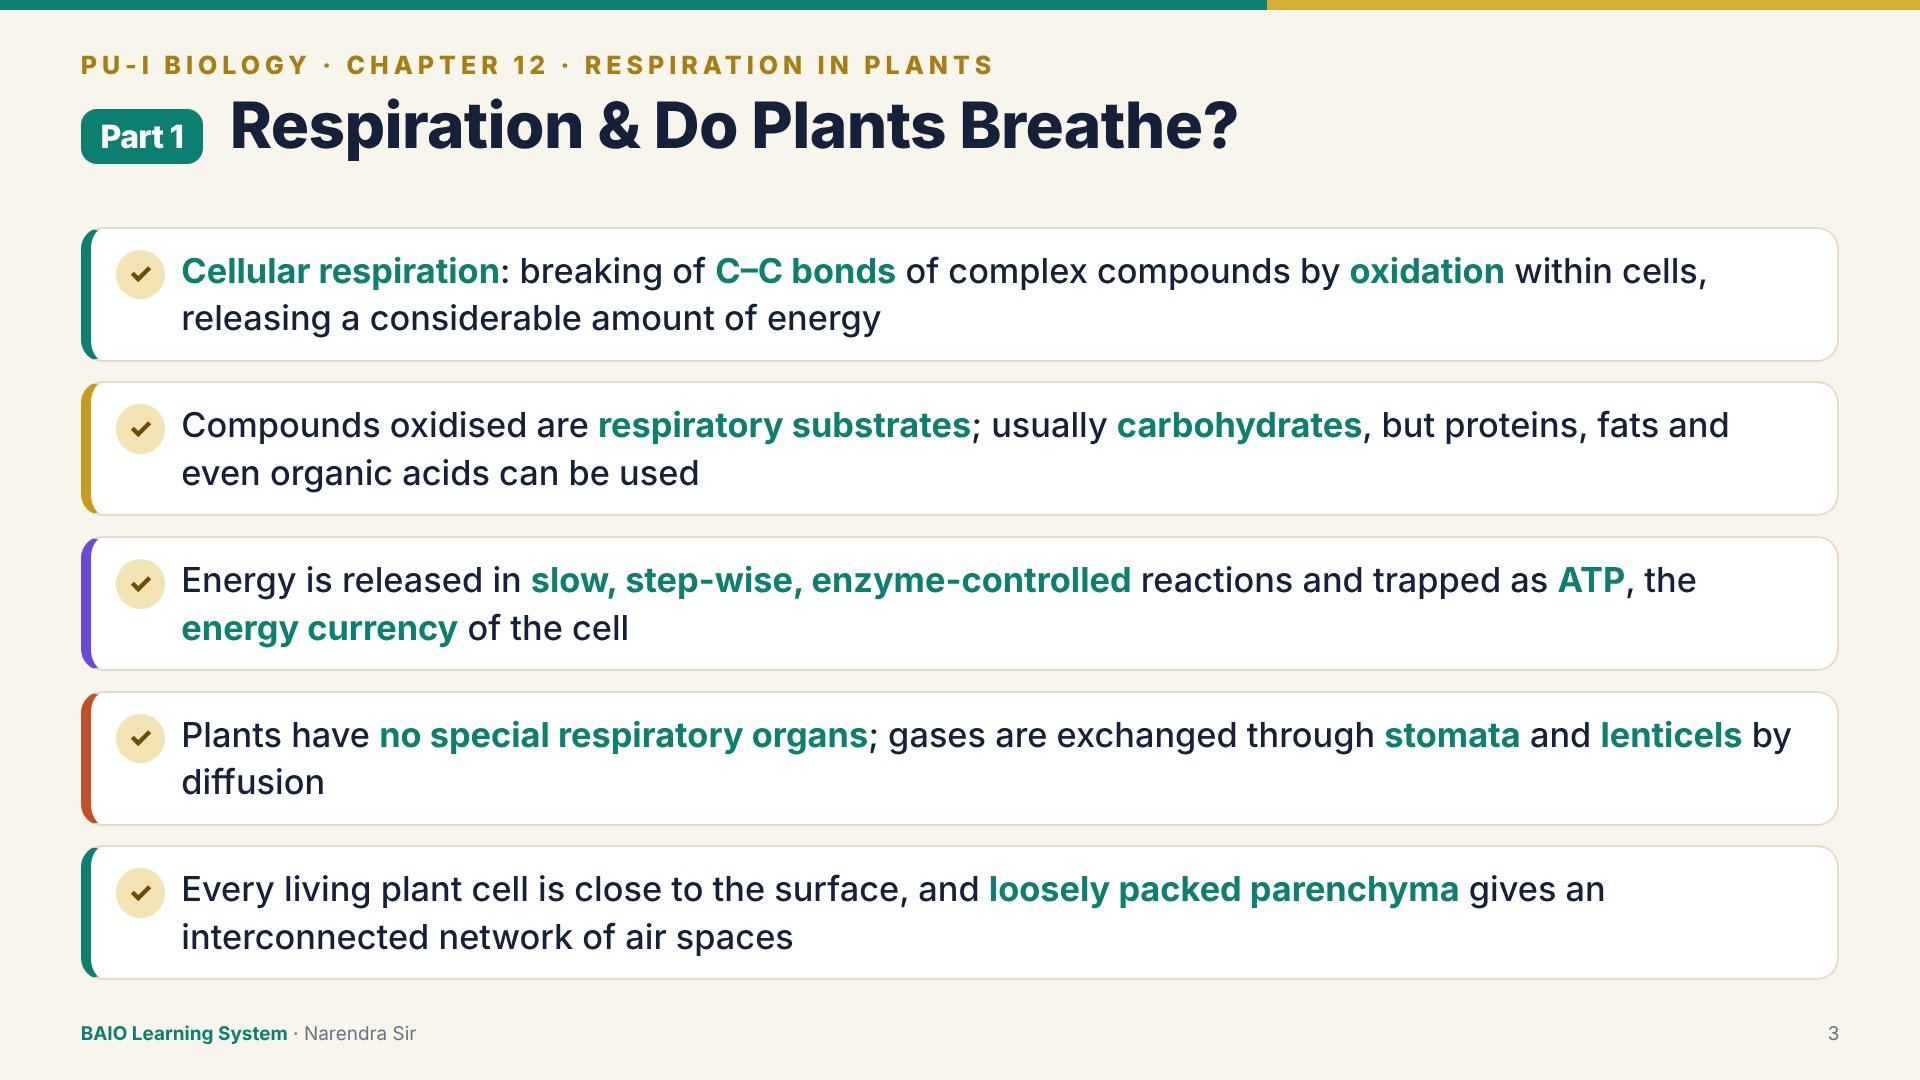 PU-I BIOLOGY · CHAPTER 12 · RESPIRATION IN PLANTS
Part 1 Respiration & Do Plants Breathe?
Cellular respiration: breaking of C–C bonds of complex compounds by oxidation within cells,
releasing a considerable amount of energy
Compounds oxidised are respiratory substrates; usually carbohydrates, but proteins, fats and
even organic acids can be used
Energy is released in slow, step-wise, enzyme-controlled reactions and trapped as ATP, the
energy currency of the cell
Plants have no special respiratory organs; gases are exchanged through stomata and lenticels by
diffusion
Every living plant cell is close to the surface, and loosely packed parenchyma gives an
interconnected network of air spaces
BAIO Learning System · Narendra Sir
3